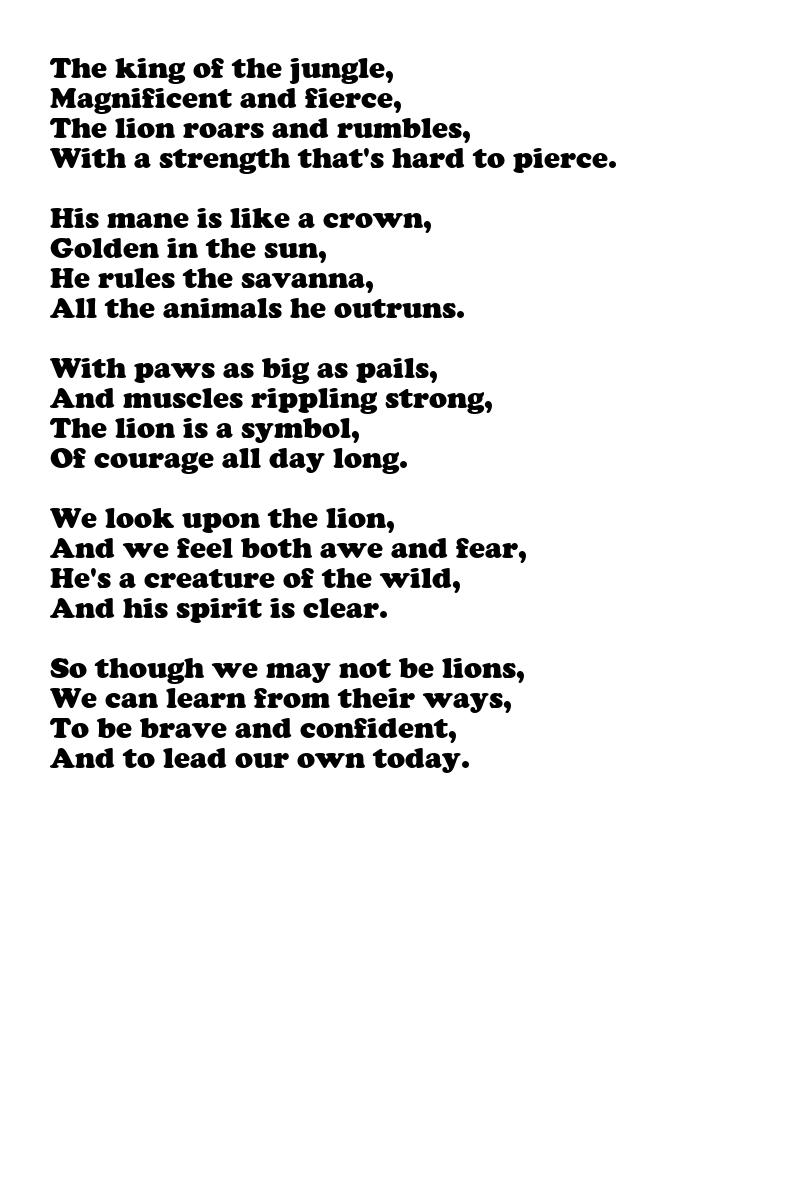 The king of the jungle,
Magnificent and fierce,
The lion roars and rumbles,
With a strength that's hard to pierce.

His mane is like a crown,
Golden in the sun,
He rules the savanna,
All the animals he outruns.

With paws as big as pails,
And muscles rippling strong,
The lion is a symbol,
Of courage all day long.

We look upon the lion,
And we feel both awe and fear,
He's a creature of the wild,
And his spirit is clear.

So though we may not be lions,
We can learn from their ways,
To be brave and confident,
And to lead our own today.